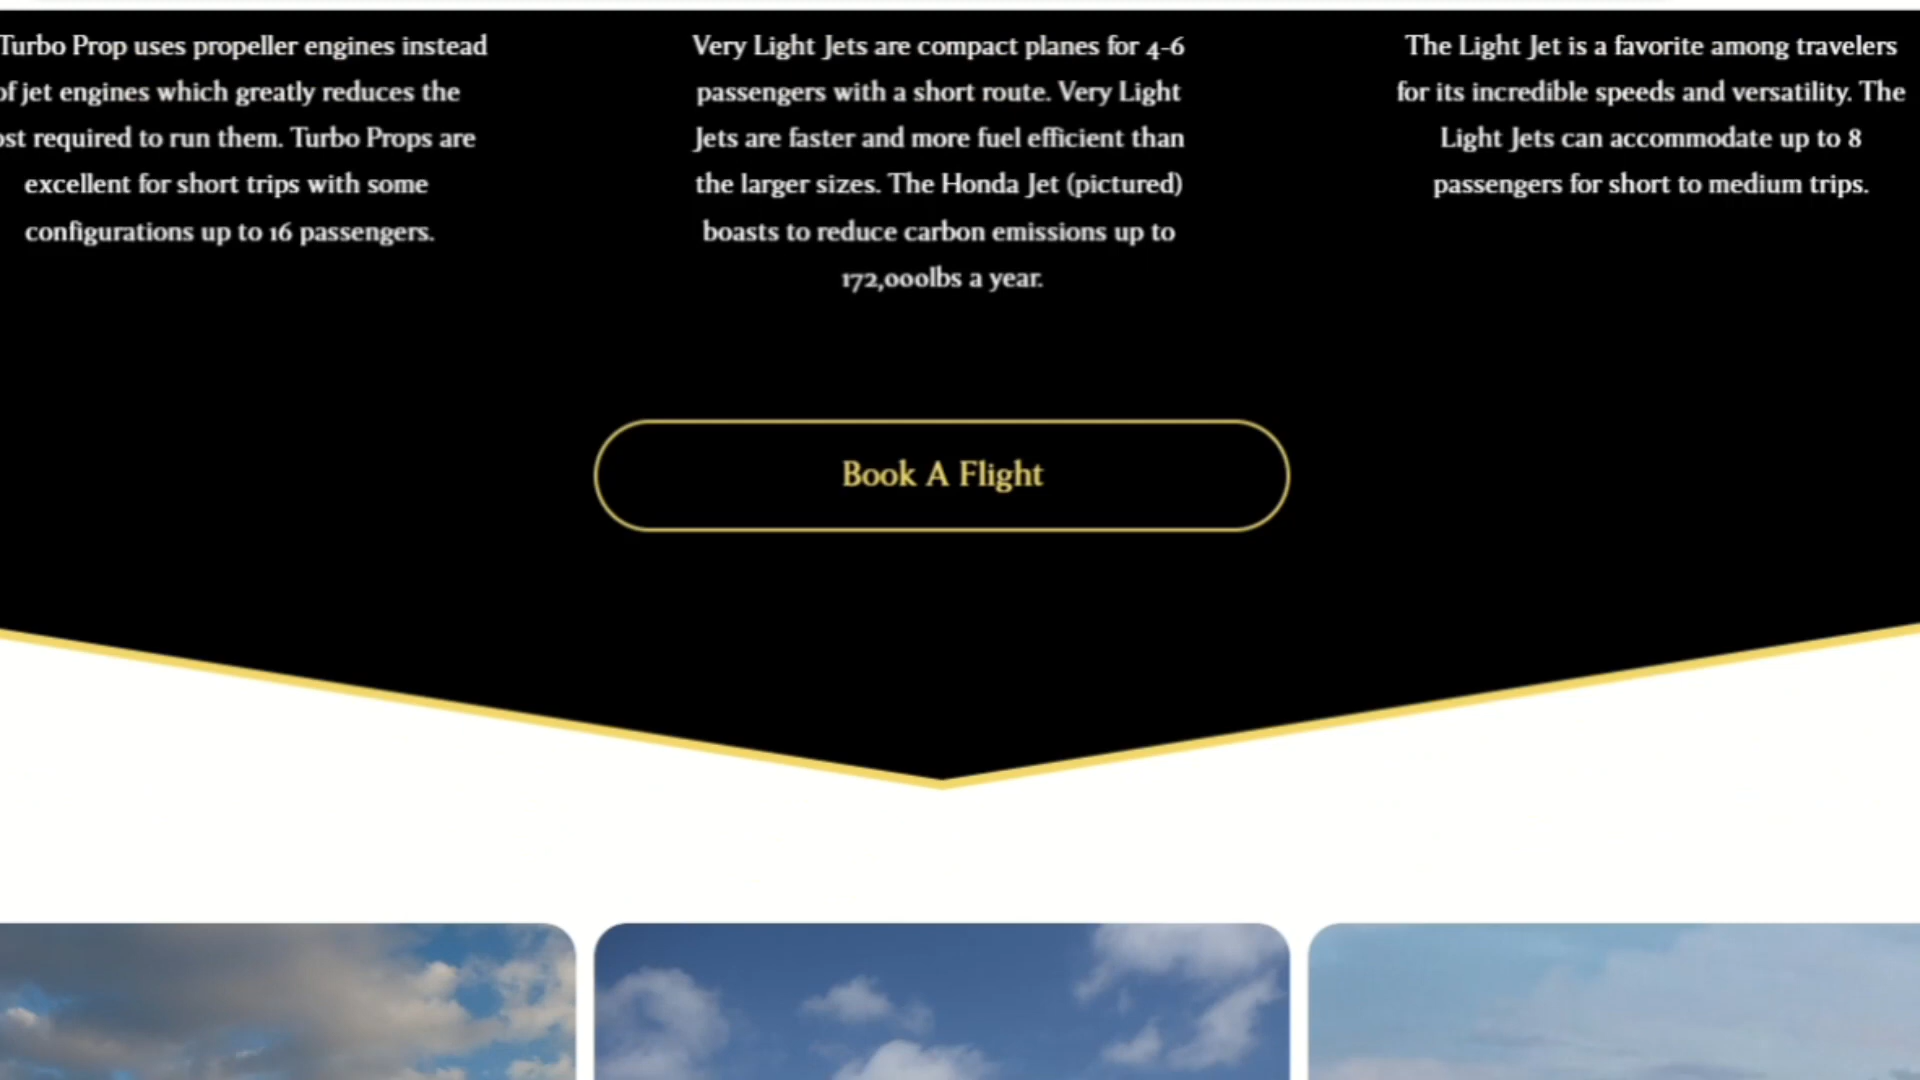 Turbo Prop uses propeller engines instead
of jet engines which greatly reduces the
ost required to run them. Turbo Props are
excellent for short trips with some
configurations up to 16 passengers.
Very Light Jets are compact planes for 4-6
passengers with a short route. Very Light
Jets are faster and more fuel efficient than
the larger sizes. The Honda Jet (pictured)
boasts to reduce carbon emissions up to
172,000lbs a year.
The Light Jet is a favorite among travelers
for its incredible speeds and versatility. The
Light Jets can accommodate up to 8
passengers for short to medium trips.
Book A Flight